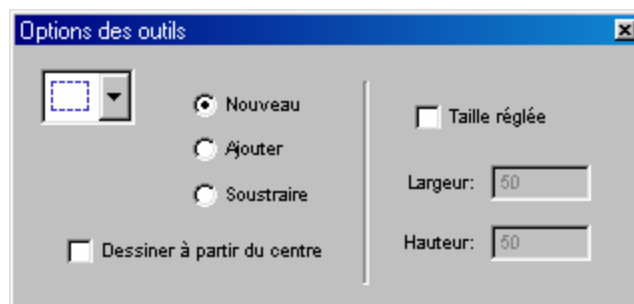 Options des outils
Nouveau
Ajouter
Soustraire
Dessiner à partir du centre
Taille réglée
Largeur: 50
Hauteur: 50